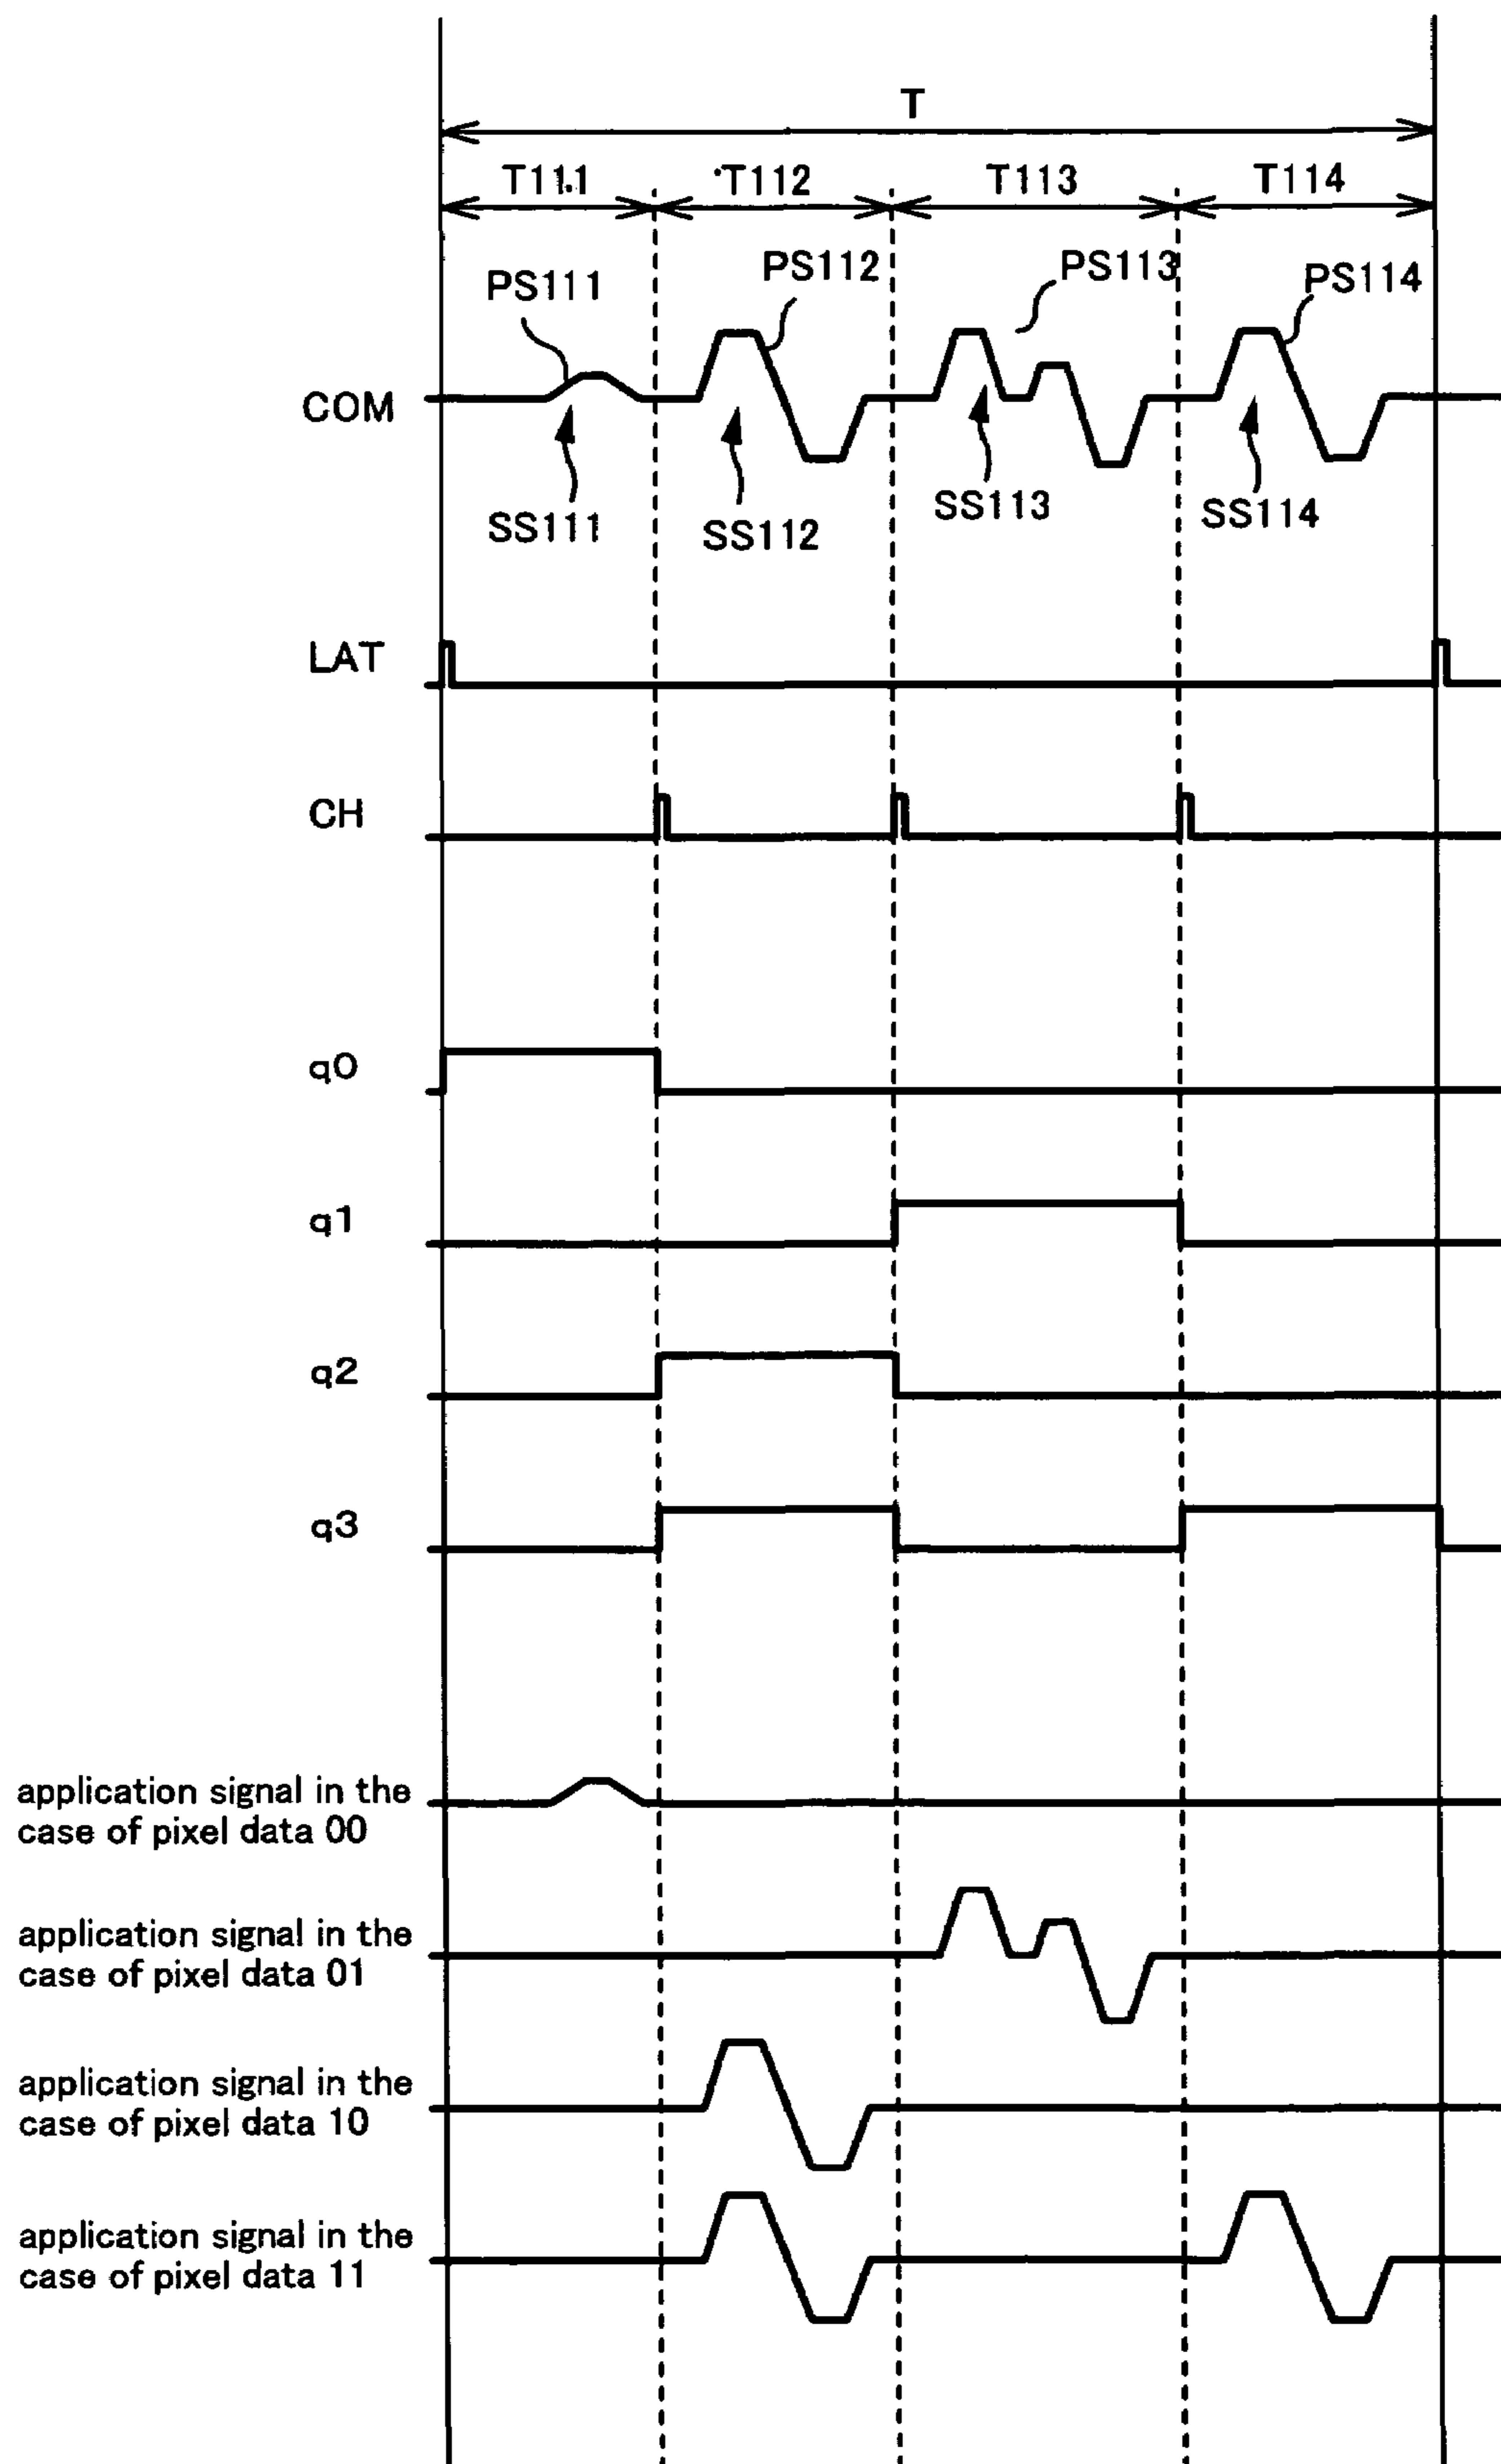 T
T111
T112
T113
T114
PS111
PS112
PS113
PS114
COM
SS111
SS112
SS113
SS114
LAT
CH
q0
q1
q2
q3
application signal in the
case of pixel data 00
application signal in the
case of pixel data 01
application signal in the
case of pixel data 10
application signal in the
case of pixel data 11